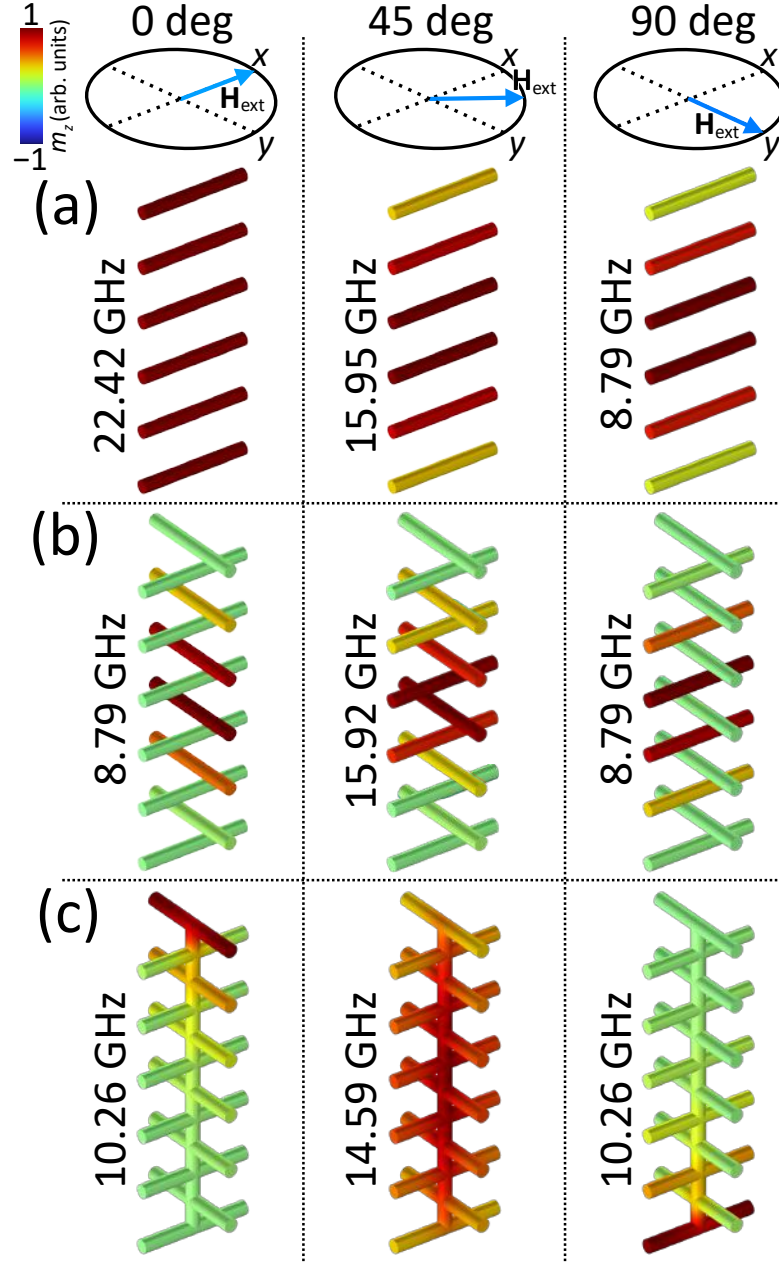 0 deg
45 deg
90 deg
1
−1
m_z (arb. units)
x
H_ext
y
x
H_ext
y
x
H_ext
y
(a)
22.42 GHz
15.95 GHz
8.79 GHz
(b)
8.79 GHz
15.92 GHz
8.79 GHz
(c)
10.26 GHz
14.59 GHz
10.26 GHz